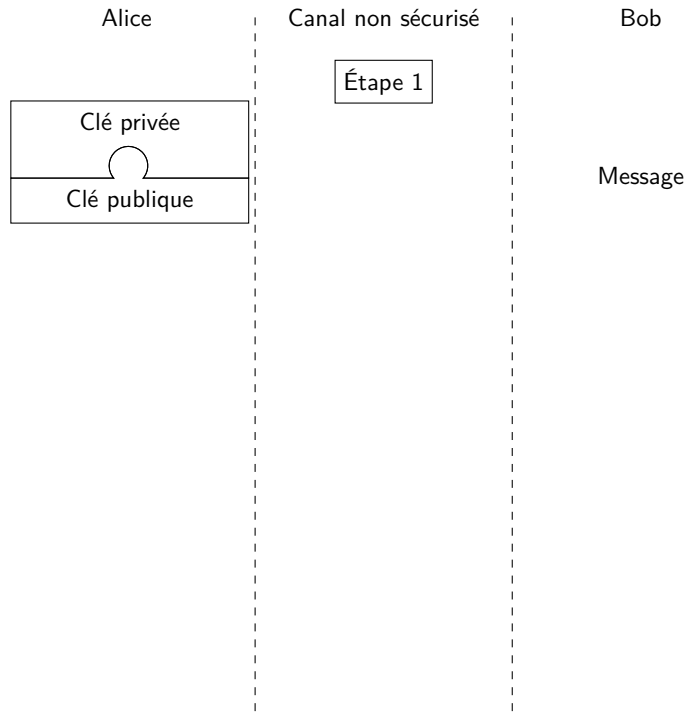 Alice
Canal non sécurisé
Bob
Étape 1
Clé privée
Message
Clé publique